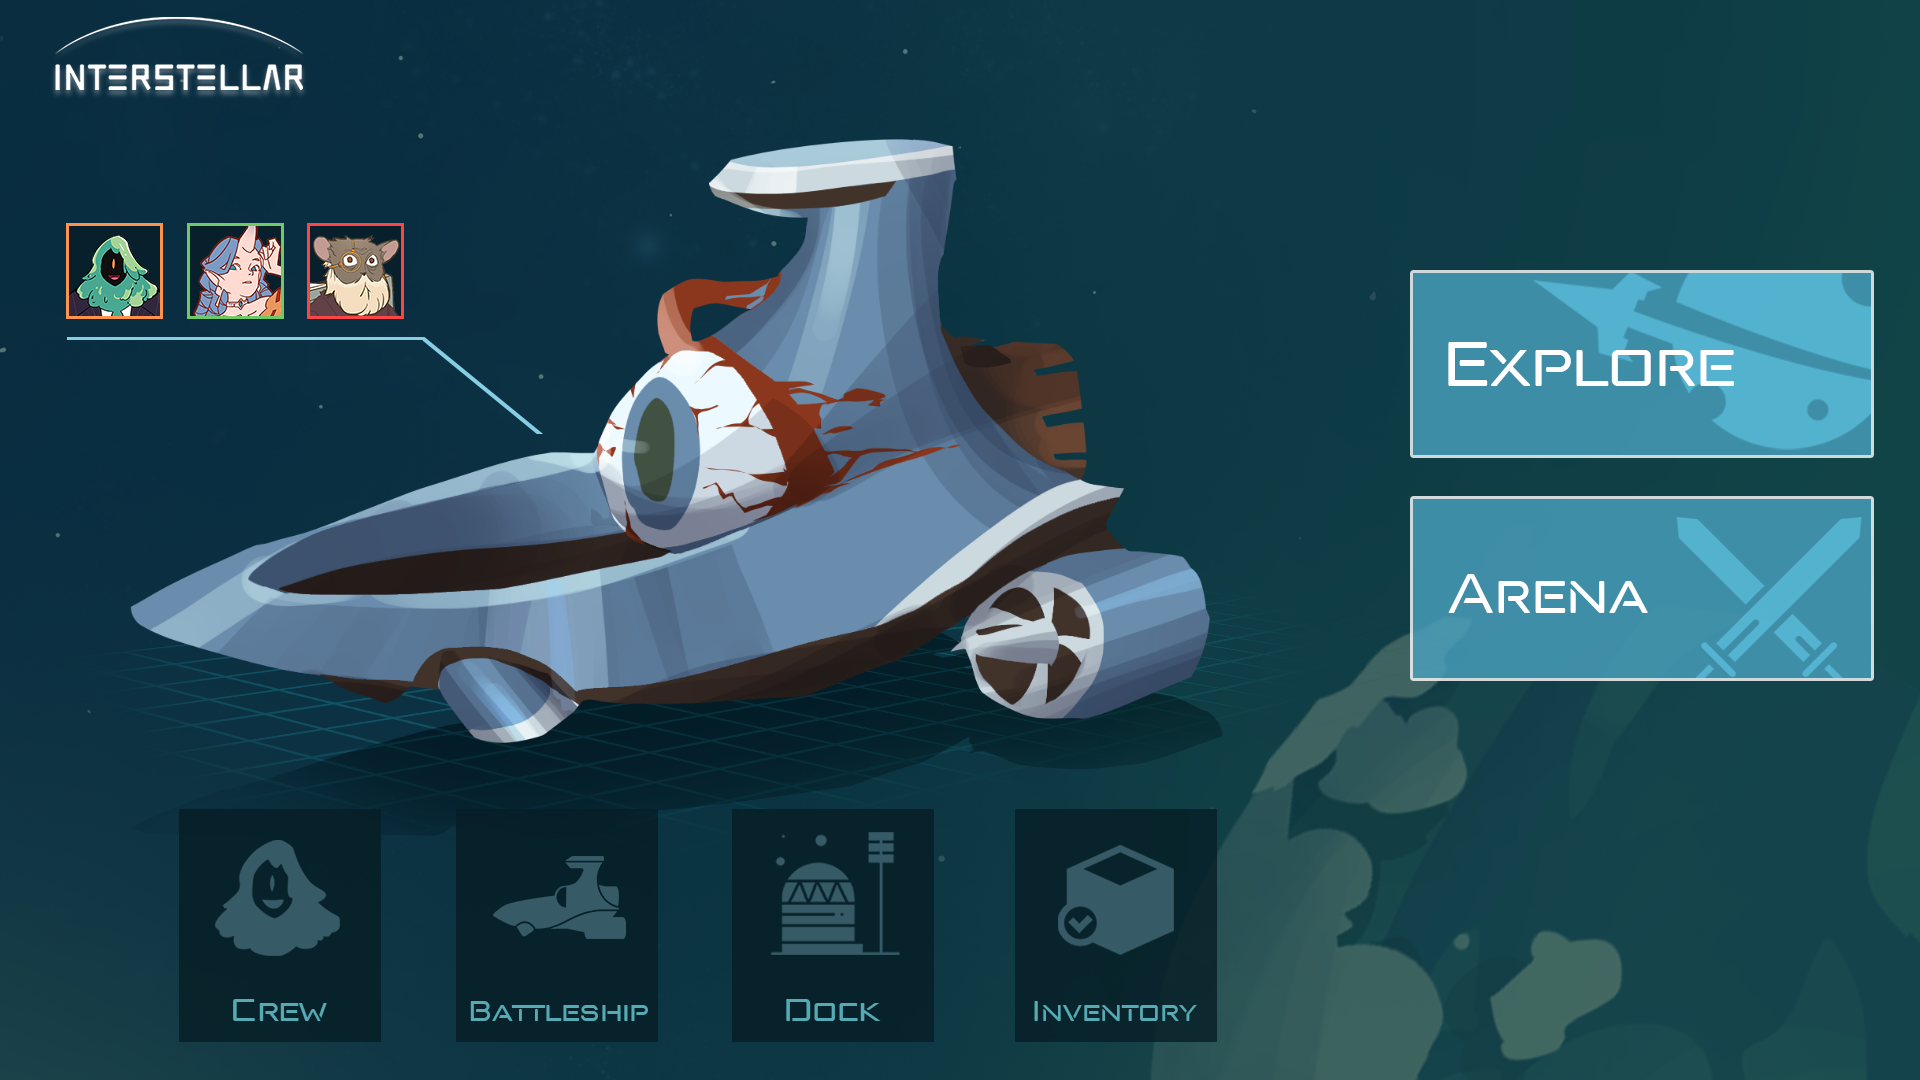 INTERSTELLAR
EXPLORE
ARENA
CREW
BATTLESHIP
DOCK
INVENTORY